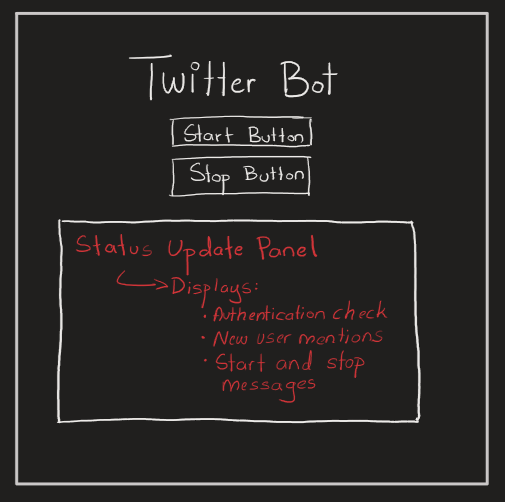 Twitter Bot
Start Button
Stop Button
Status Update Panel
Displays:
• Authentication check
• New user mentions
• Start and stop
messages